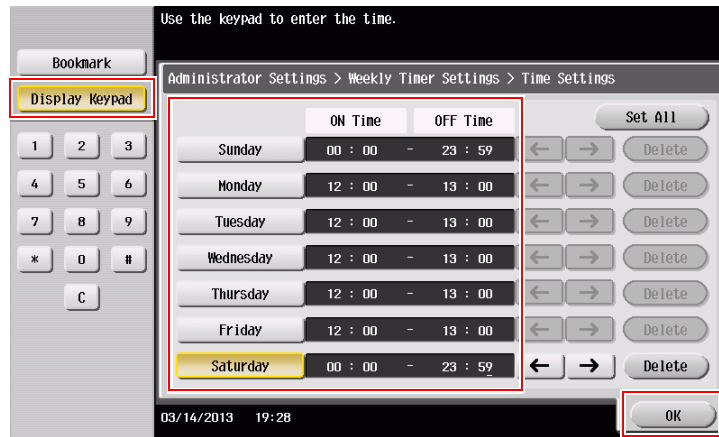 Use the keypad to enter the time.
Bookmark
Display Keypad
1 2 3
4 5 6
7 8 9
* 0 #
C
Administrator Settings > Weekly Timer Settings > Time Settings
ON Time OFF Time Set All
Sunday 00 : 00 - 23 : 59 ← → Delete
Monday 12 : 00 - 13 : 00 ← → Delete
Tuesday 12 : 00 - 13 : 00 ← → Delete
Wednesday 12 : 00 - 13 : 00 ← → Delete
Thursday 12 : 00 - 13 : 00 ← → Delete
Friday 12 : 00 - 13 : 00 ← → Delete
Saturday 00 : 00 - 23 : 59 ← → Delete
03/14/2013 19:28 OK